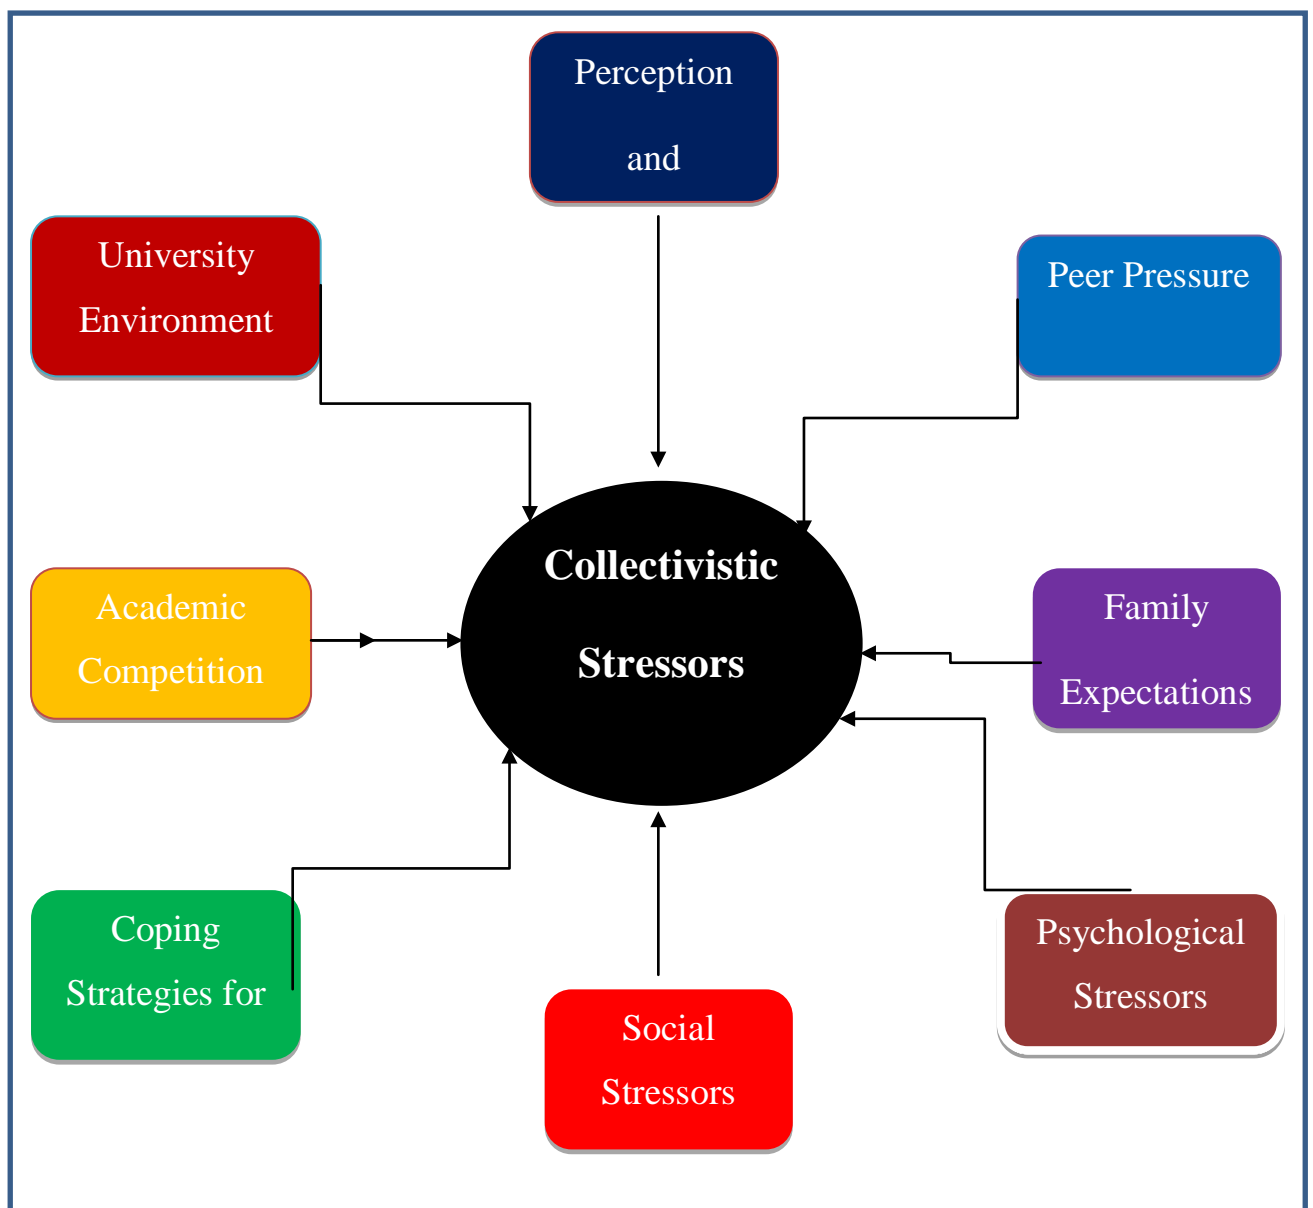 Perception
and
University
Environment
Peer Pressure
Collectivistic
Stressors
Academic
Competition
Family
Expectations
Coping
Strategies for
Psychological
Stressors
Social
Stressors